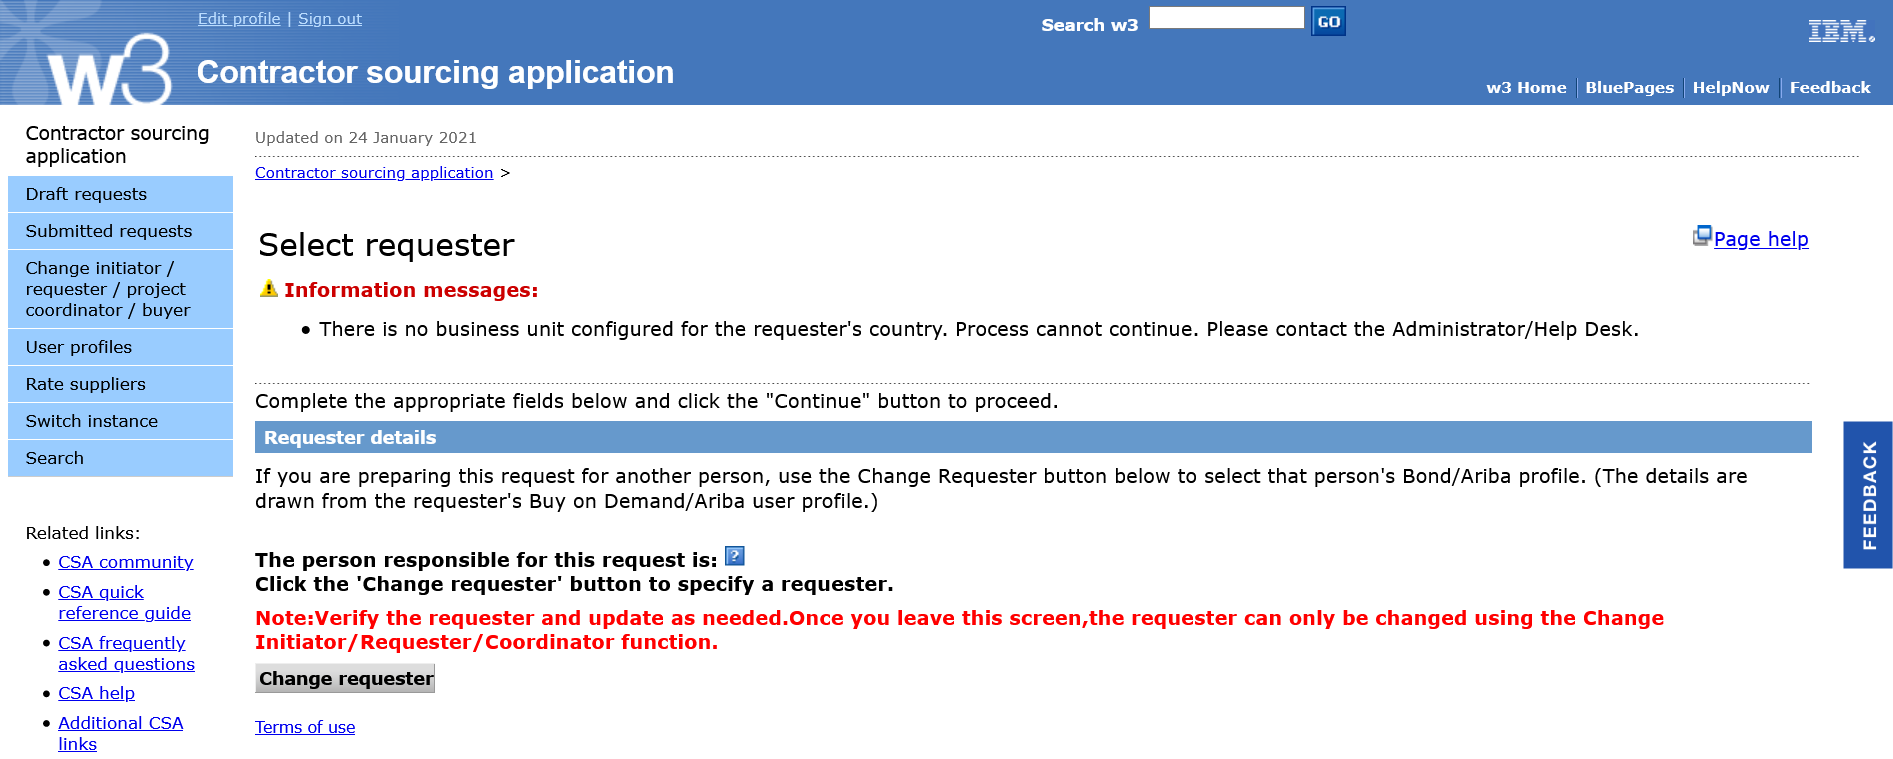 Edit profile | Sign out
Search w3 GO
IBM.
w3
Contractor sourcing application
w3 Home | BluePages | HelpNow | Feedback
Contractor sourcing
application
Draft requests
Submitted requests
Change initiator /
requester / project
coordinator / buyer
User profiles
Rate suppliers
Switch instance
Search
Related links:
• CSA community
• CSA quick
reference guide
• CSA frequently
asked questions
• CSA help
• Additional CSA
links
Updated on 24 January 2021
Contractor sourcing application >
Select requester
Page help
Information messages:
• There is no business unit configured for the requester's country. Process cannot continue. Please contact the Administrator/Help Desk.
Complete the appropriate fields below and click the "Continue" button to proceed.
Requester details
If you are preparing this request for another person, use the Change Requester button below to select that person's Bond/Ariba profile. (The details are
drawn from the requester's Buy on Demand/Ariba user profile.)
The person responsible for this request is: ?
Click the 'Change requester' button to specify a requester.
Note:Verify the requester and update as needed.Once you leave this screen,the requester can only be changed using the Change
Initiator/Requester/Coordinator function.
Change requester
Terms of use
FEEDBACK